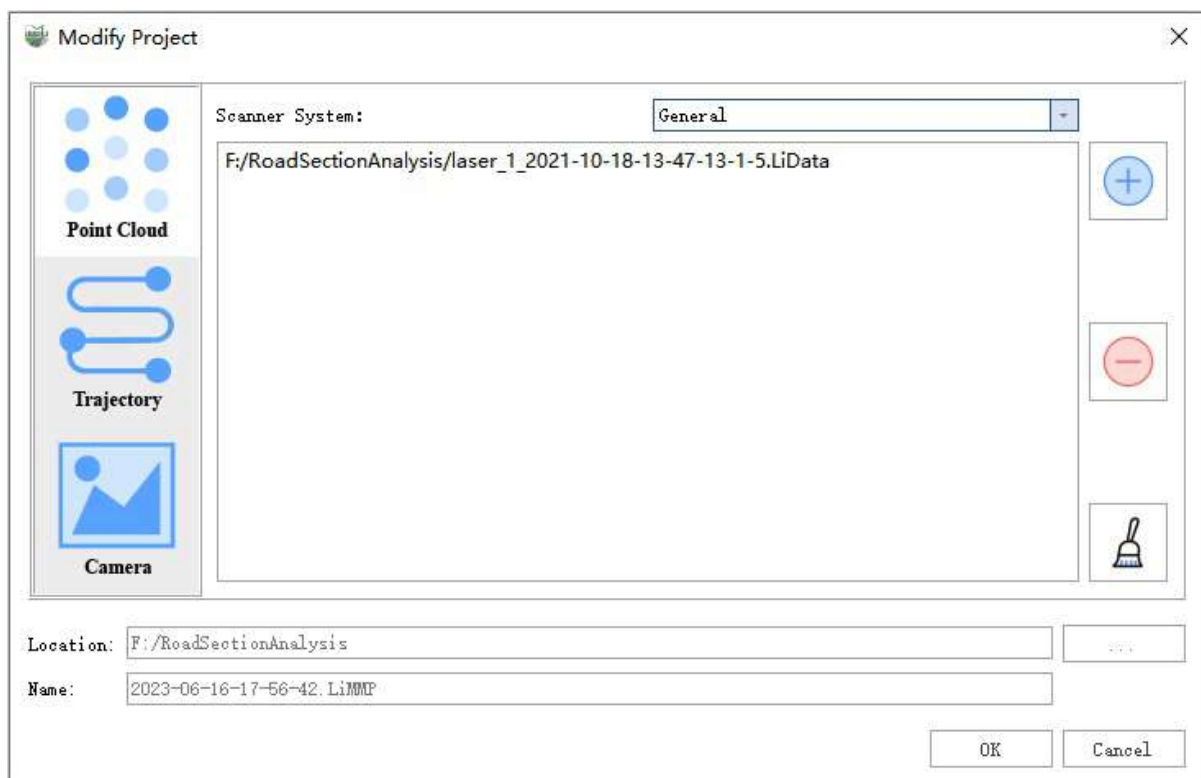 Modify Project
Scanner System:
General
F:/RoadSectionAnalysis/laser_1_2021-10-18-13-47-13-1-5.LiData
Point Cloud
Trajectory
Camera
Location:
F:/RoadSectionAnalysis
...
Name:
2023-06-16-17-56-42.LiMMP
OK
Cancel